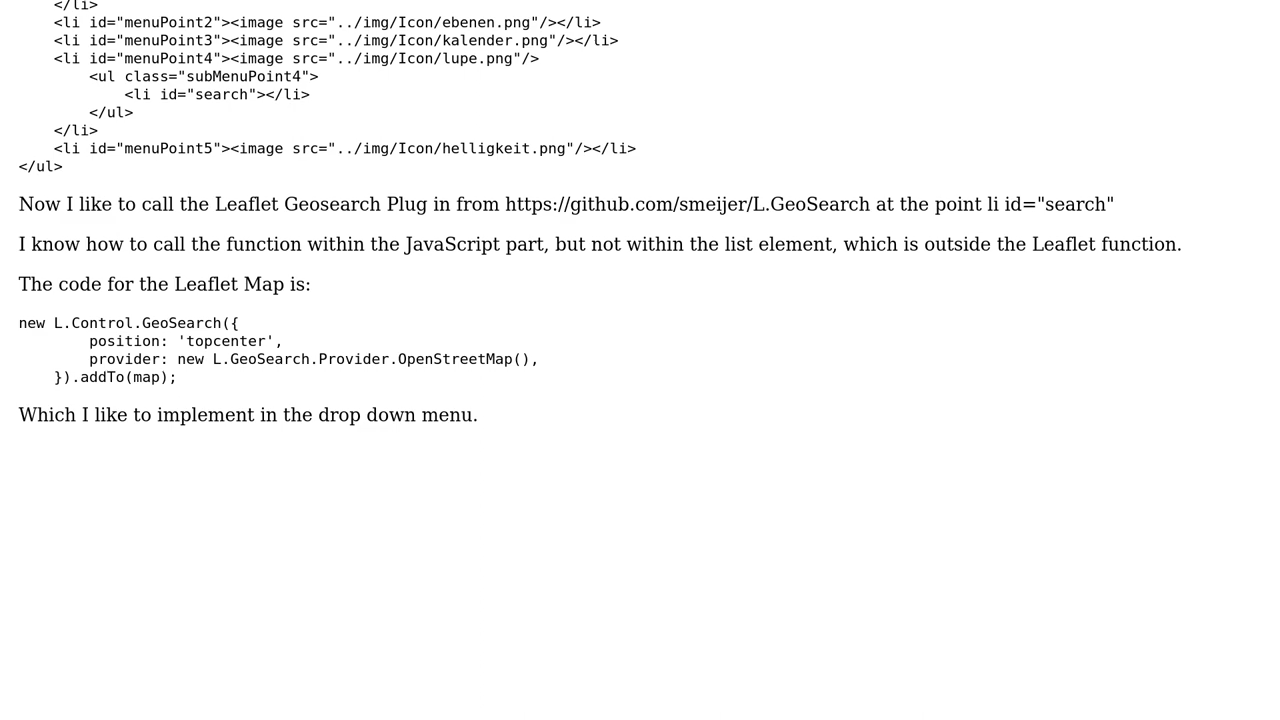 </li>
    <li id="menuPoint2"><image src="../img/Icon/ebenen.png"/></li>
    <li id="menuPoint3"><image src="../img/Icon/kalender.png"/></li>
    <li id="menuPoint4"><image src="../img/Icon/lupe.png"/>
        <ul class="subMenuPoint4">
            <li id="search"></li>
        </ul>
    </li>
    <li id="menuPoint5"><image src="../img/Icon/helligkeit.png"/></li>
</ul>
Now I like to call the Leaflet Geosearch Plug in from https://github.com/smeijer/L.GeoSearch at the point li id="search"
I know how to call the function within the JavaScript part, but not within the list element, which is outside the Leaflet function.
The code for the Leaflet Map is:
new L.Control.GeoSearch({
        position: 'topcenter',
        provider: new L.GeoSearch.Provider.OpenStreetMap(),
    }).addTo(map);
Which I like to implement in the drop down menu.